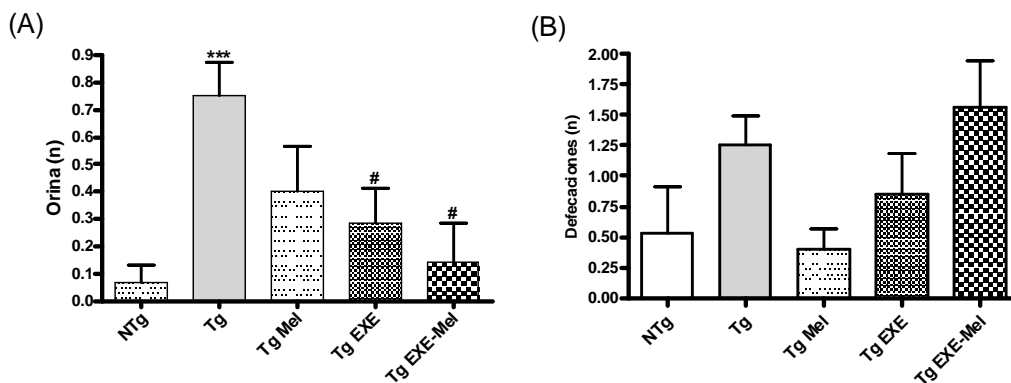 (A)
Orina (n)
0.9
0.8
0.7
0.6
0.5
0.4
0.3
0.2
0.1
0.0
***
#
#
NTg
Tg
Tg Mel
Tg EXE
Tg EXE-Mel
(B)
Defecaciones (n)
2.00
1.75
1.50
1.25
1.00
0.75
0.50
0.25
0.00
NTg
Tg
Tg Mel
Tg EXE
Tg EXE-Mel